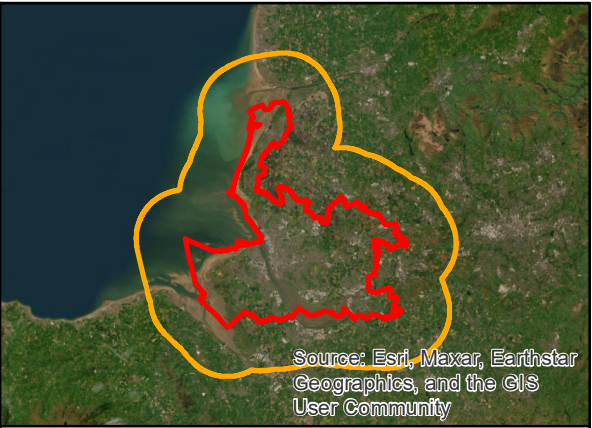 Source: Esri, Maxar, Earthstar
Geographics, and the GIS
User Community